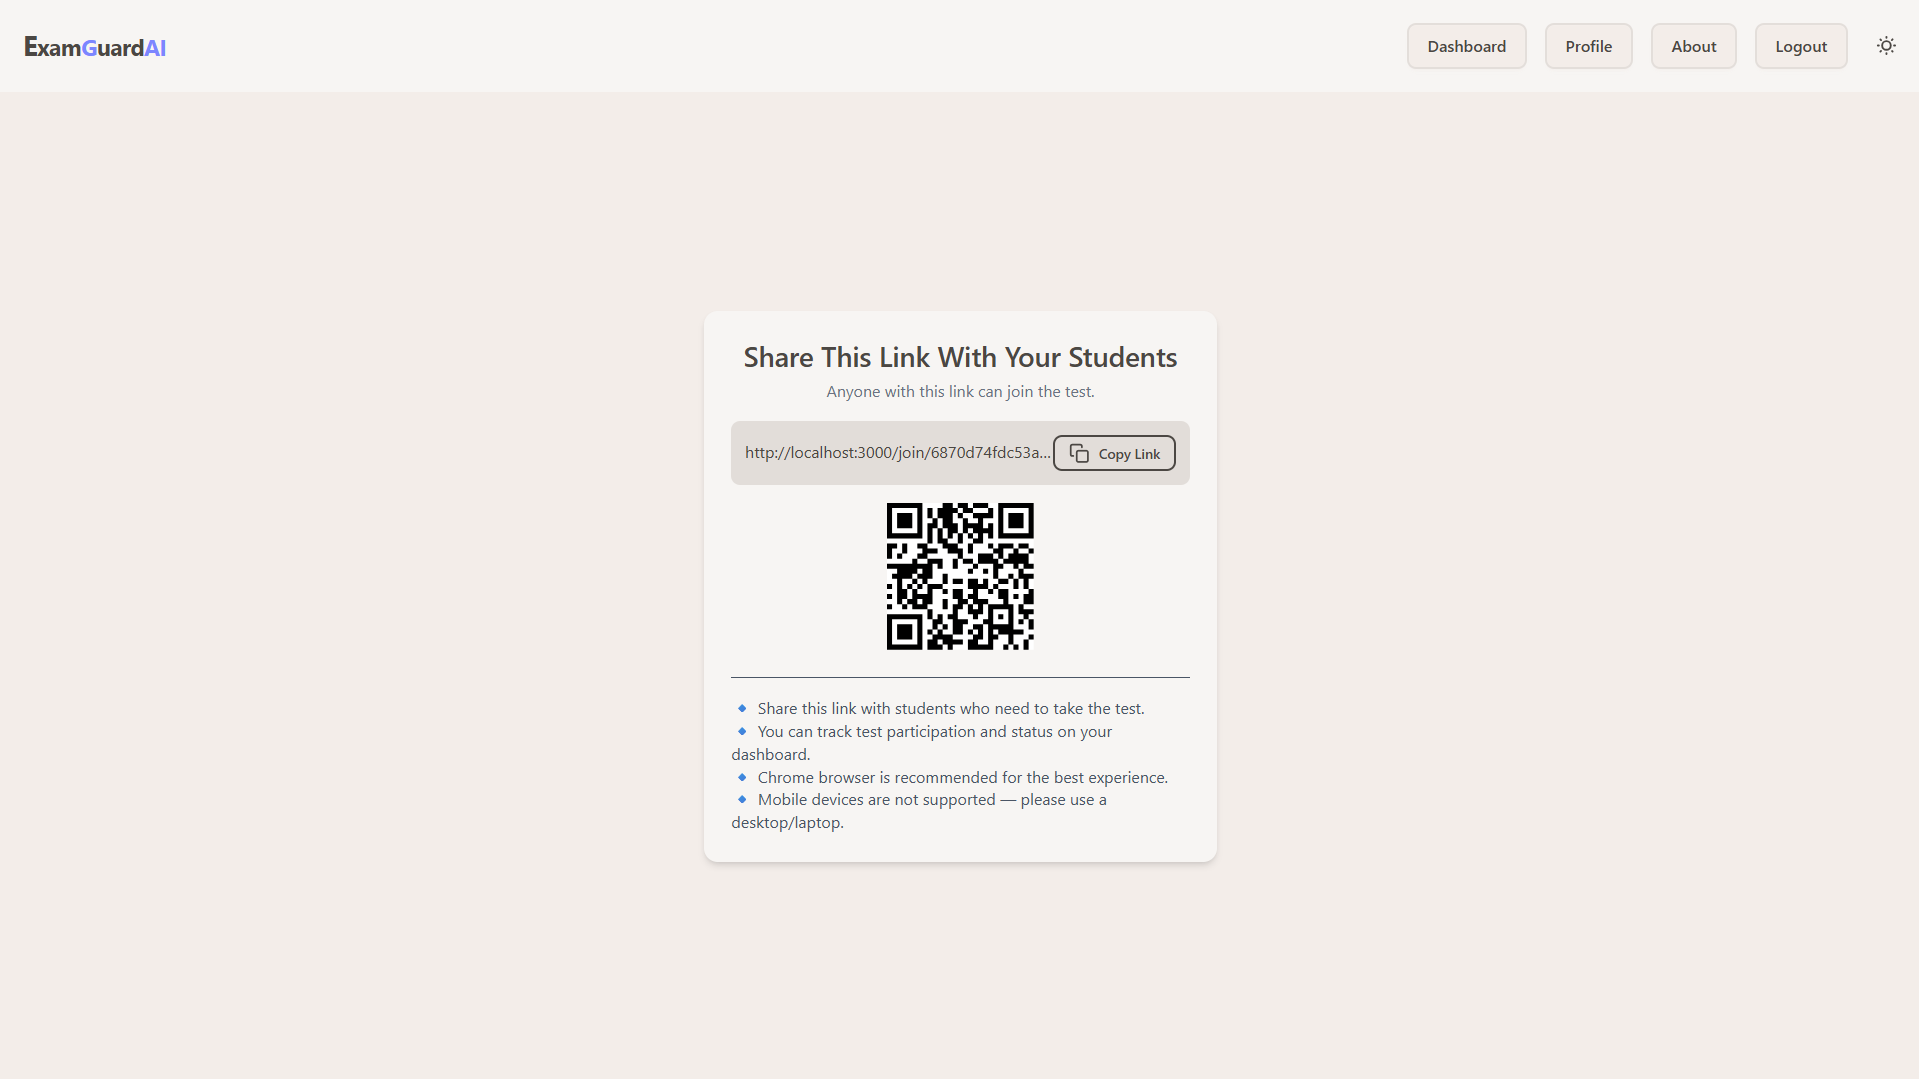 ExamGuardAI
Dashboard
Profile
About
Logout
Share This Link With Your Students
Anyone with this link can join the test.
http://localhost:3000/join/6870d74fdc53a...
Copy Link
Share this link with students who need to take the test.
You can track test participation and status on your
dashboard.
Chrome browser is recommended for the best experience.
Mobile devices are not supported — please use a
desktop/laptop.